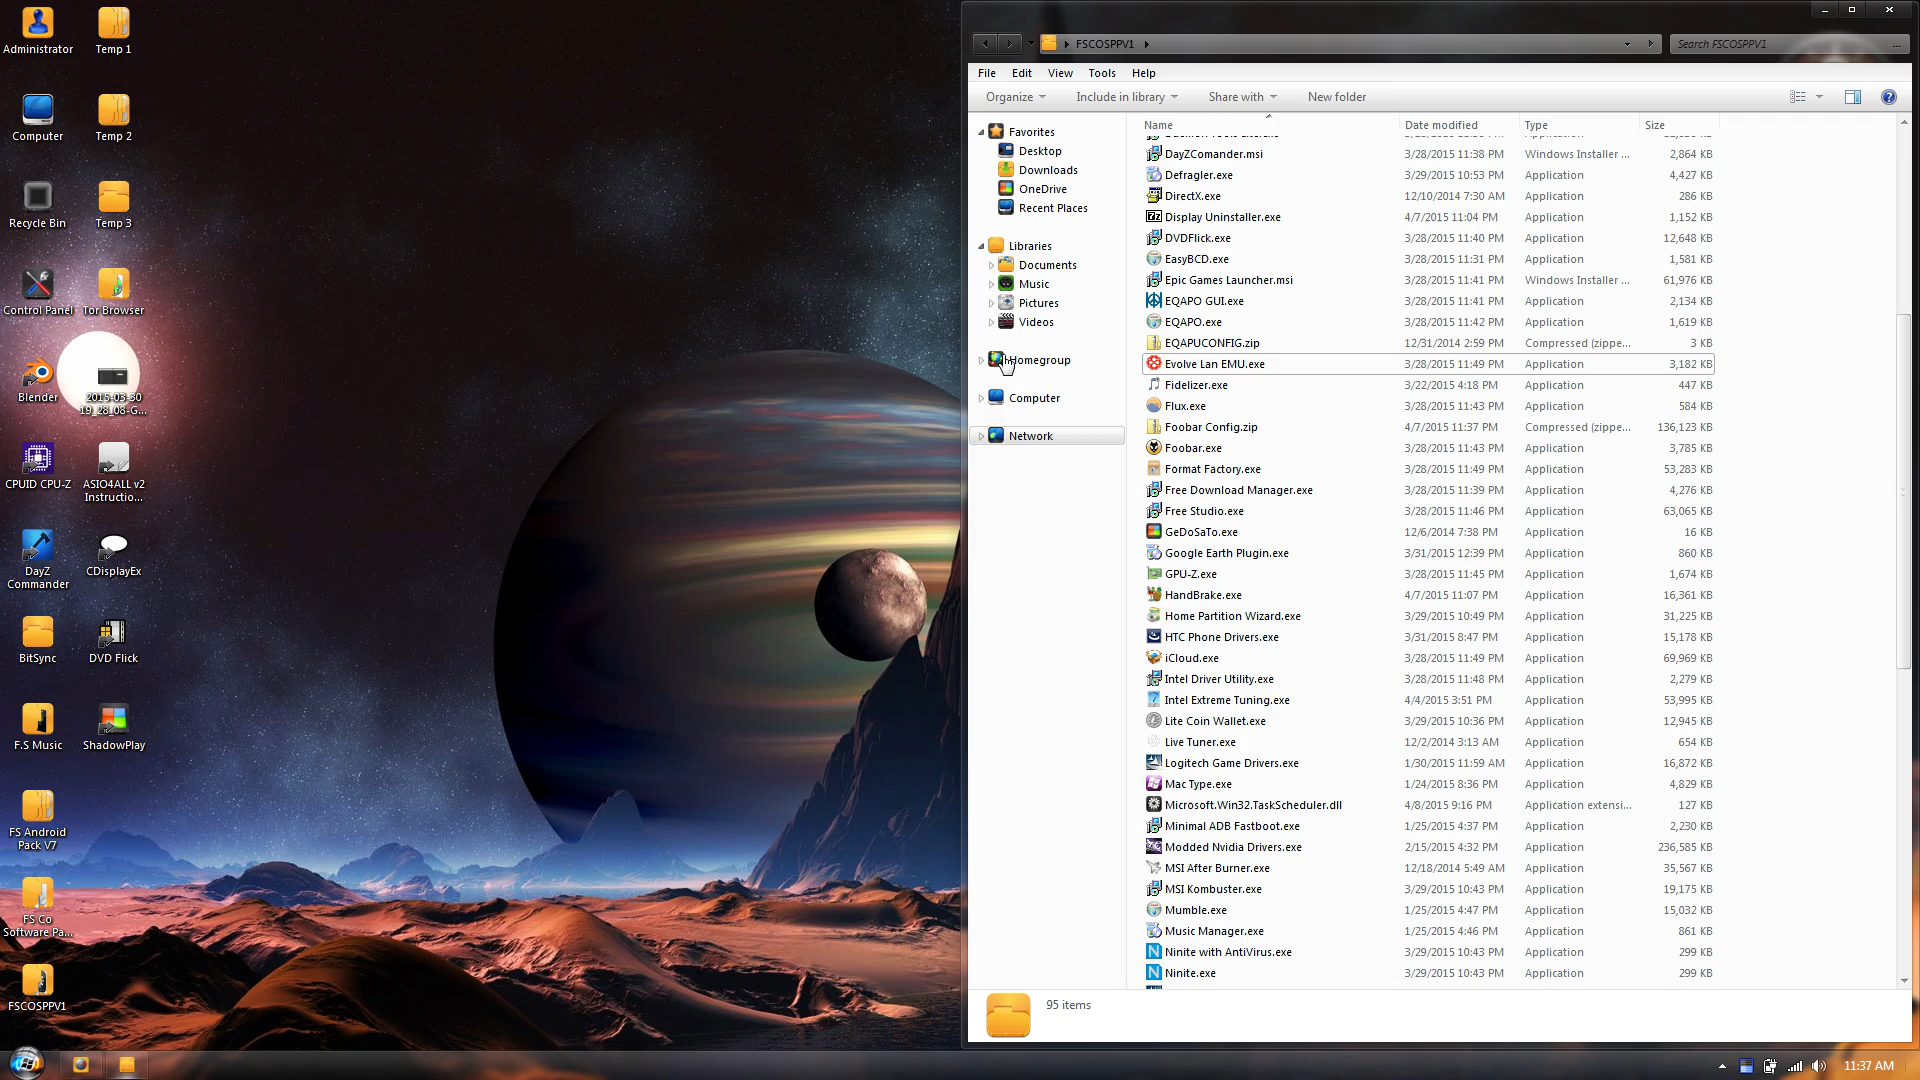 Administrator
Temp 1
Computer
Temp 2
Recycle Bin
Temp 3
Control Panel
Tor Browser
Blender
2015-03-30
19_28_08-G...
CPUID CPU-Z
ASIO4ALL v2
Instructio...
DayZ
Commander
CDisplayEx
BitSync
DVD Flick
F.S Music
ShadowPlay
FS Android
Pack V7
FS Co
Software Pa...
FSCOSPPV1
FSCOSPPV1
Search FSCOSPPV1
File Edit View Tools Help
Organize Include in library Share with New folder
Favorites
Desktop
Downloads
OneDrive
Recent Places
Libraries
Documents
Music
Pictures
Videos
Homegroup
Computer
Network
Name Date modified Type Size
DayZComander.msi 3/28/2015 11:38 PM Windows Installer ... 2,864 KB
Defragler.exe 3/29/2015 10:53 PM Application 4,427 KB
DirectX.exe 12/10/2014 7:30 AM Application 286 KB
Display Uninstaller.exe 4/7/2015 11:04 PM Application 1,152 KB
DVDFlick.exe 3/28/2015 11:40 PM Application 12,648 KB
EasyBCD.exe 3/28/2015 11:31 PM Application 1,581 KB
Epic Games Launcher.msi 3/28/2015 11:41 PM Windows Installer ... 61,976 KB
EQAPO GUI.exe 3/28/2015 11:41 PM Application 2,134 KB
EQAPO.exe 3/28/2015 11:42 PM Application 1,619 KB
EQAPUCONFIG.zip 12/31/2014 2:59 PM Compressed (zippe... 3 KB
Evolve Lan EMU.exe 3/28/2015 11:49 PM Application 3,182 KB
Fidelizer.exe 3/22/2015 4:18 PM Application 447 KB
Flux.exe 3/28/2015 11:43 PM Application 584 KB
Foobar Config.zip 4/7/2015 11:37 PM Compressed (zippe... 136,123 KB
Foobar.exe 3/28/2015 11:43 PM Application 3,785 KB
Format Factory.exe 3/28/2015 11:49 PM Application 53,283 KB
Free Download Manager.exe 3/28/2015 11:39 PM Application 4,276 KB
Free Studio.exe 3/28/2015 11:46 PM Application 63,065 KB
GeDoSaTo.exe 12/6/2014 7:38 PM Application 16 KB
Google Earth Plugin.exe 3/31/2015 12:39 PM Application 860 KB
GPU-Z.exe 3/28/2015 11:45 PM Application 1,674 KB
HandBrake.exe 4/7/2015 11:07 PM Application 16,361 KB
Home Partition Wizard.exe 3/29/2015 10:49 PM Application 31,225 KB
HTC Phone Drivers.exe 3/31/2015 8:47 PM Application 15,178 KB
iCloud.exe 3/28/2015 11:49 PM Application 69,969 KB
Intel Driver Utility.exe 3/28/2015 11:48 PM Application 2,279 KB
Intel Extreme Tuning.exe 4/4/2015 3:51 PM Application 53,995 KB
Lite Coin Wallet.exe 3/29/2015 10:36 PM Application 12,945 KB
Live Tuner.exe 12/2/2014 3:13 AM Application 654 KB
Logitech Game Drivers.exe 1/30/2015 11:59 AM Application 16,872 KB
Mac Type.exe 1/24/2015 8:36 PM Application 4,829 KB
Microsoft.Win32.TaskScheduler.dll 4/8/2015 9:16 PM Application extensi... 127 KB
Minimal ADB Fastboot.exe 1/25/2015 4:37 PM Application 2,230 KB
Modded Nvidia Drivers.exe 2/15/2015 4:32 PM Application 236,585 KB
MSI After Burner.exe 12/18/2014 5:49 AM Application 35,567 KB
MSI Kombuster.exe 3/29/2015 10:43 PM Application 19,175 KB
Mumble.exe 1/25/2015 4:47 PM Application 15,032 KB
Music Manager.exe 1/25/2015 4:46 PM Application 861 KB
Ninite with AntiVirus.exe 3/29/2015 10:43 PM Application 299 KB
Ninite.exe 3/29/2015 10:43 PM Application 299 KB
95 items
11:37 AM